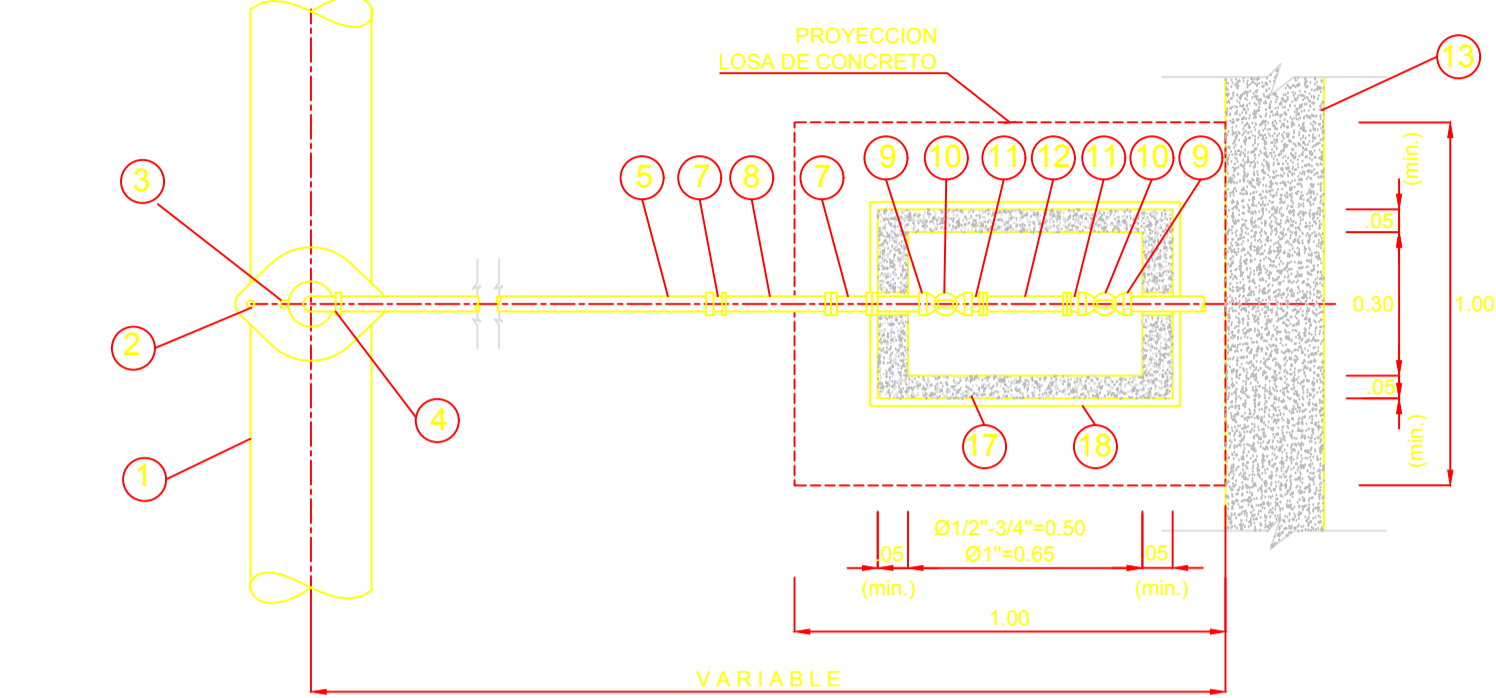 PROYECCION
LOSA DE CONCRETO
13
3
5
7
8
7
9
10
11
12
11
10
9
(min.)
.05
0.30
1.00
.05
(min.)
2
4
1
17
18
Ø1/2"-3/4"=0.50
.05
Ø1"=0.65
.05
(min.)
(min.)
1.00
VARIABLE